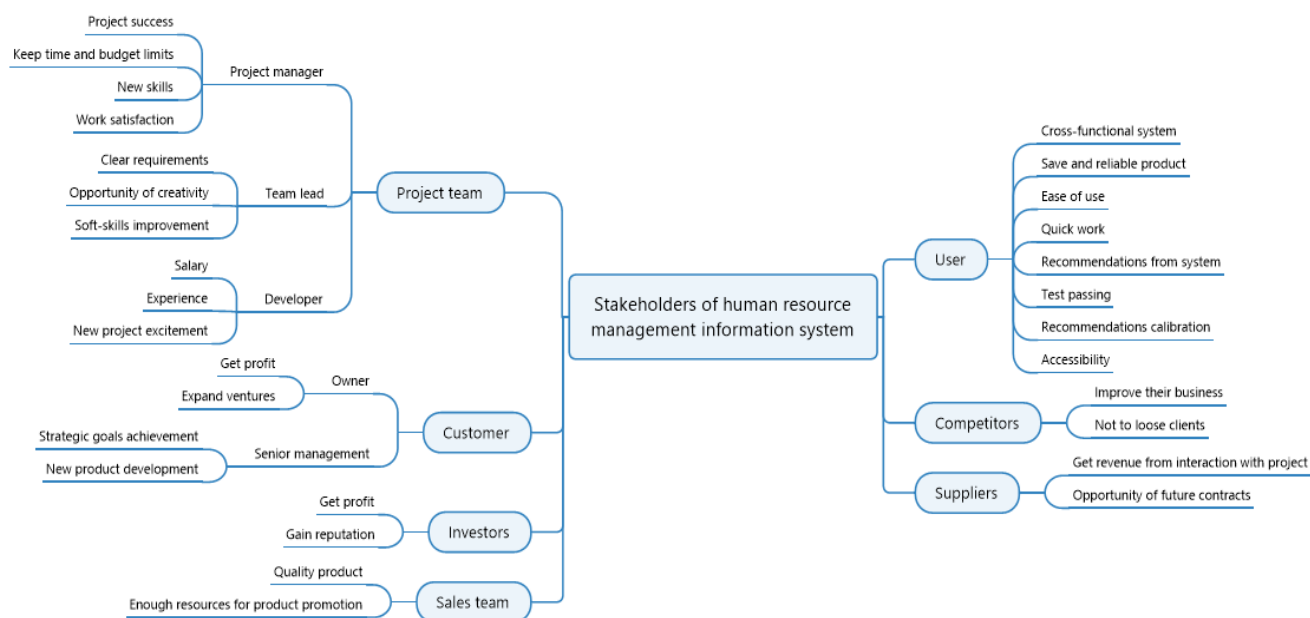 Project success
Keep time and budget limits
New skills
Work satisfaction
Project manager
Clear requirements
Opportunity of creativity
Soft-skills improvement
Team lead
Salary
Experience
New project excitement
Developer
Project team
Get profit
Expand ventures
Owner
Strategic goals achievement
New product development
Senior management
Customer
Get profit
Gain reputation
Investors
Quality product
Enough resources for product promotion
Sales team
Stakeholders of human resource
management information system
User
Cross-functional system
Save and reliable product
Ease of use
Quick work
Recommendations from system
Test passing
Recommendations calibration
Accessibility
Competitors
Improve their business
Not to loose clients
Suppliers
Get revenue from interaction with project
Opportunity of future contracts